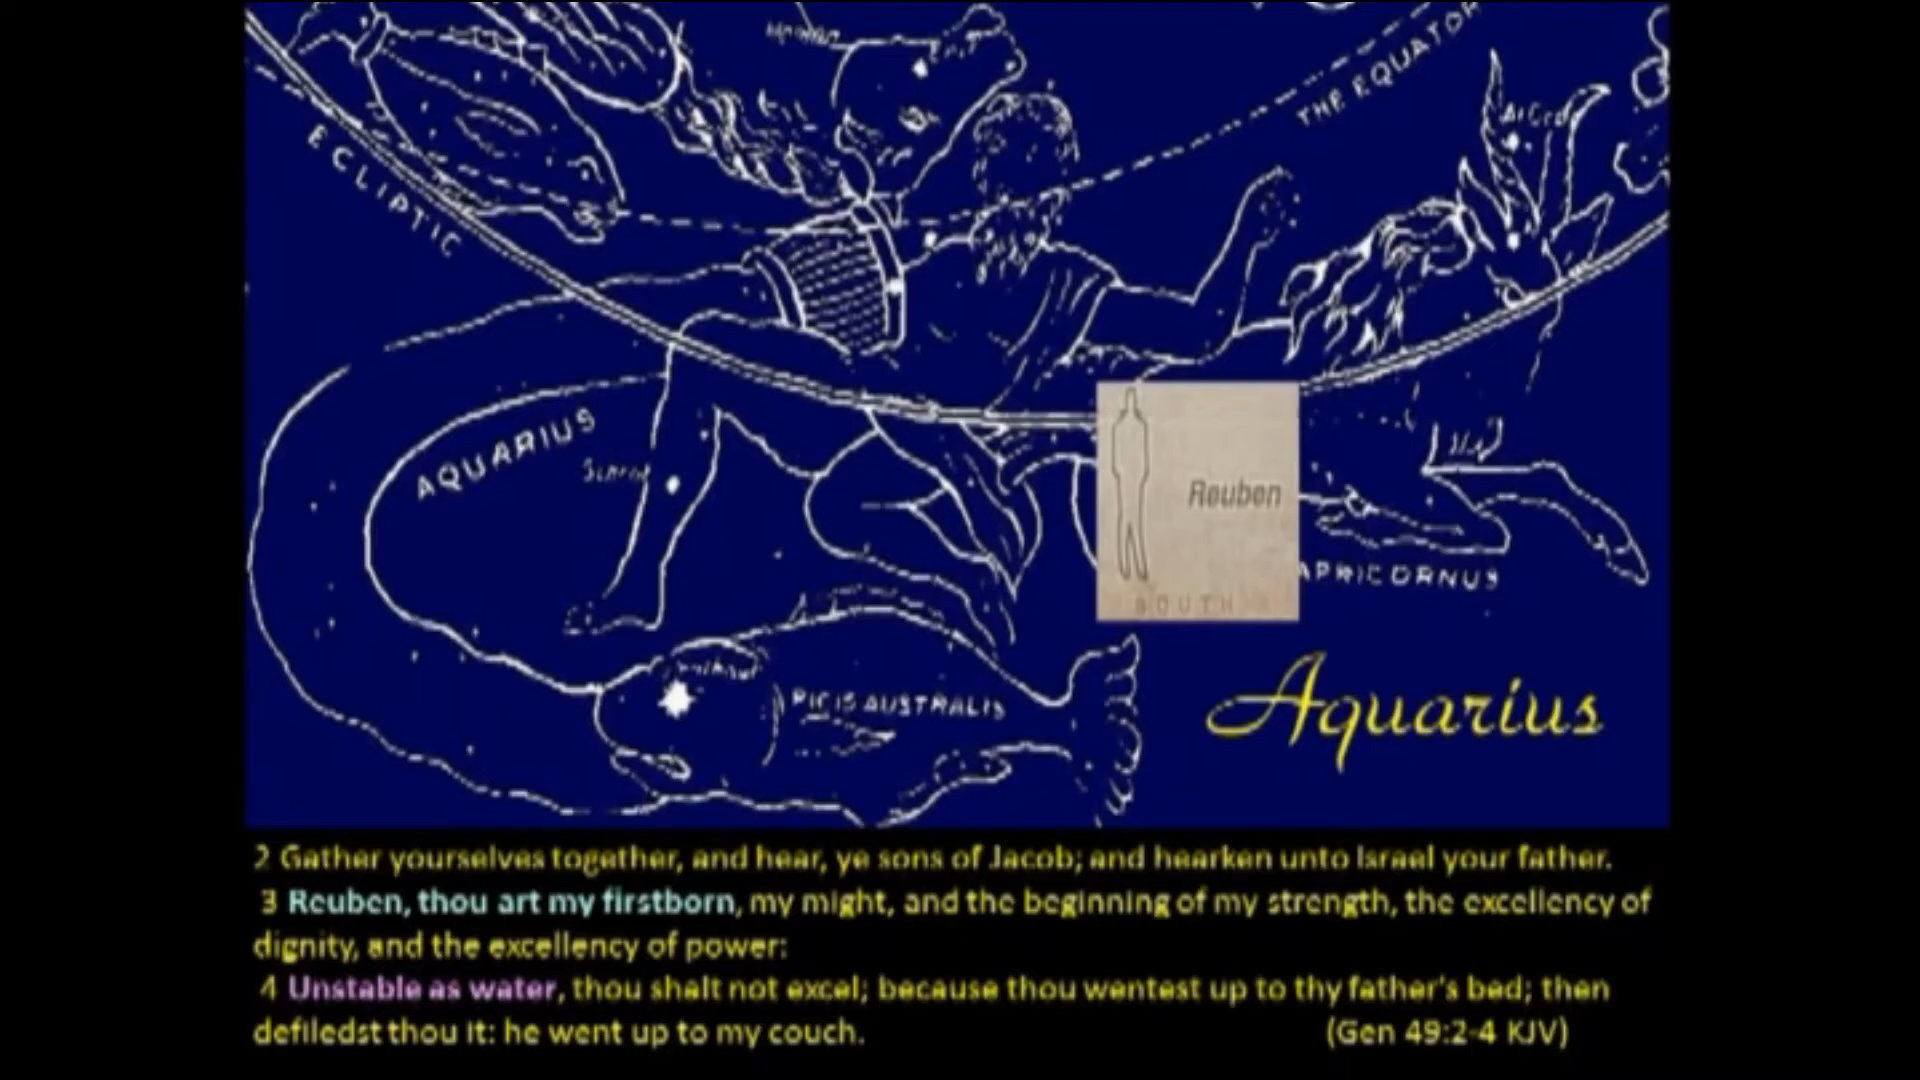 THE EQUATOR
ECLIPTIC
AQUARIUS
Reuben
SOUTH
APRICORNUS
PICIS AUSTRALIS
Aquarius
2 Gather yourselves together, and hear, ye sons of Jacob; and hearken unto Israel your father.
3 Reuben, thou art my firstborn, my might, and the beginning of my strength, the excellency of
dignity, and the excellency of power:
4 Unstable as water, thou shalt not excel; because thou wentest up to thy father's bed; then
defiledst thou it: he went up to my couch. (Gen 49:2-4 KJV)